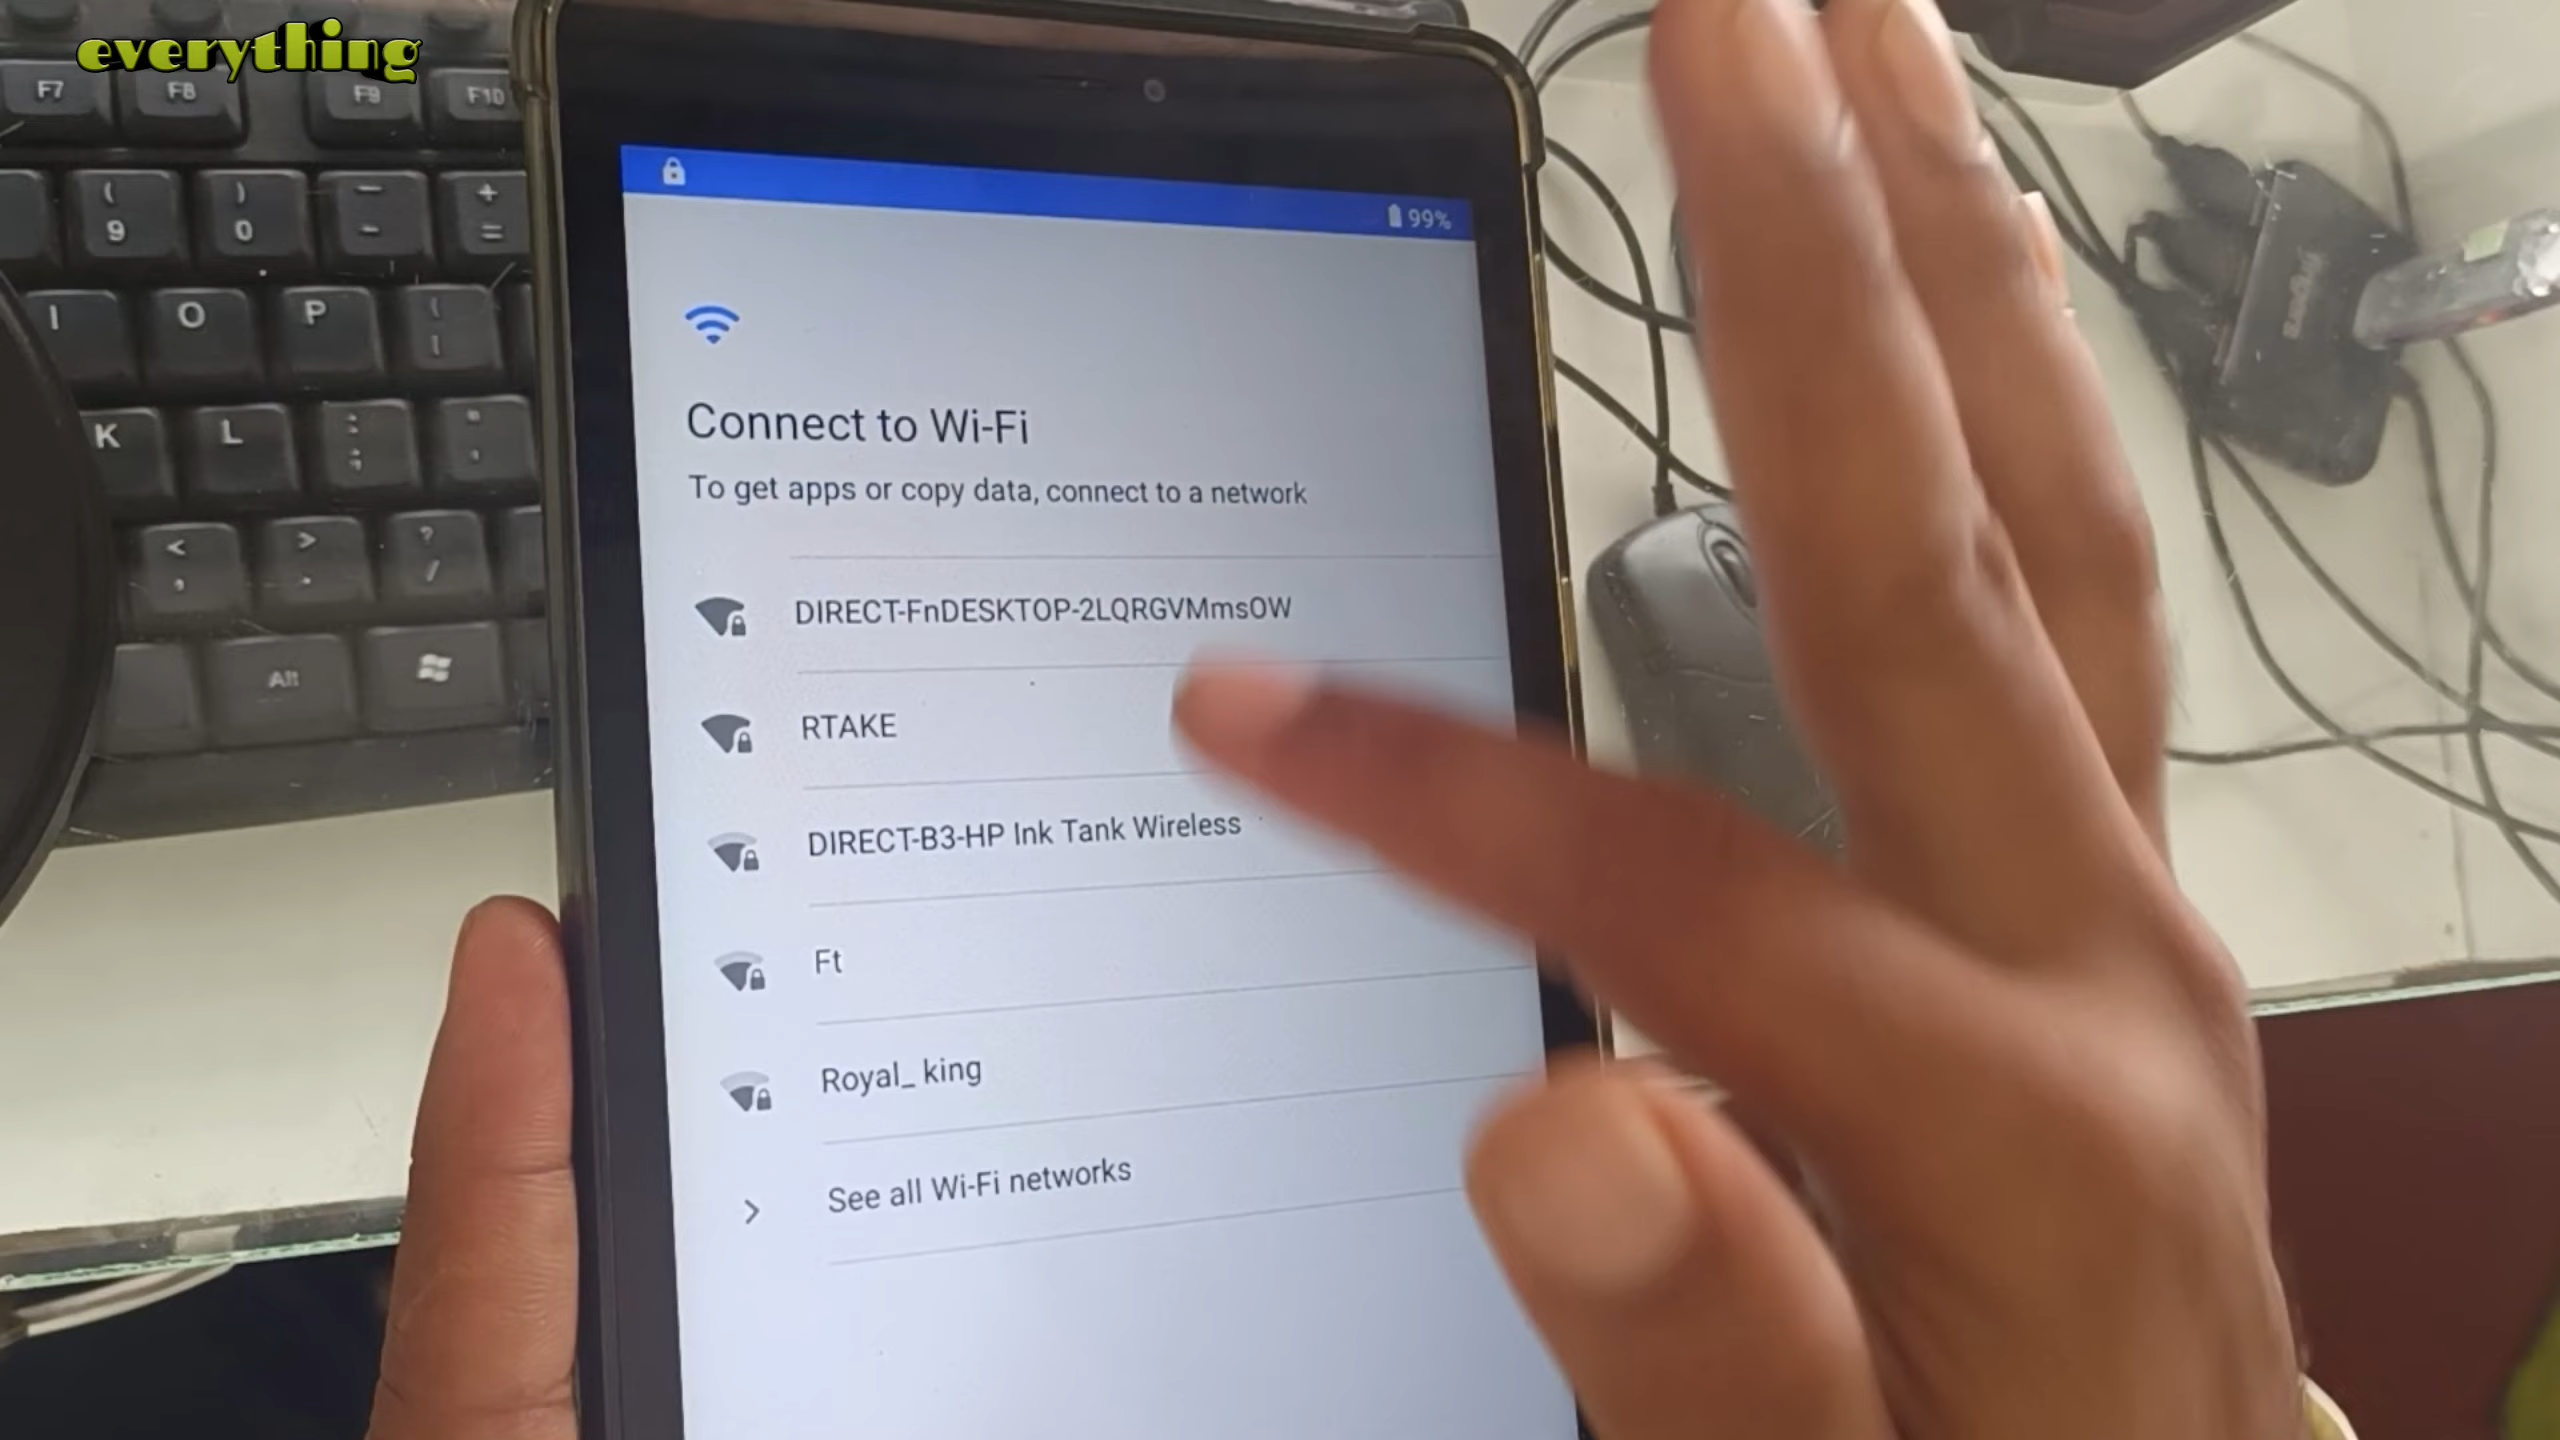 everything
F7 F8 F9 F10
( ) - +
9 0 - =
I O P { [
K L : ; "
< > ?
, . /
Alt
99%
Connect to Wi-Fi
To get apps or copy data, connect to a network
DIRECT-FnDESKTOP-2LQRGVMmsOW
RTAKE
DIRECT-B3-HP Ink Tank Wireless
Ft
Royal_ king
See all Wi-Fi networks